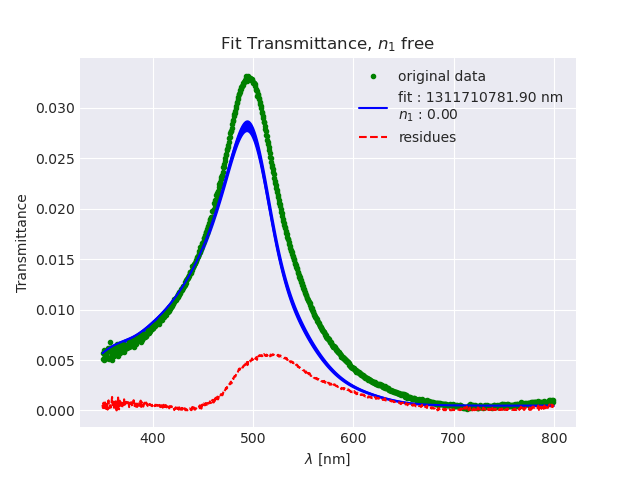 Fit Transmittance, n₁ free
original data
fit : 1311710781.90 nm
n₁ : 0.00
residues
Transmittance
0.030
0.025
0.020
0.015
0.010
0.005
0.000
400 500 600 700 800
λ [nm]